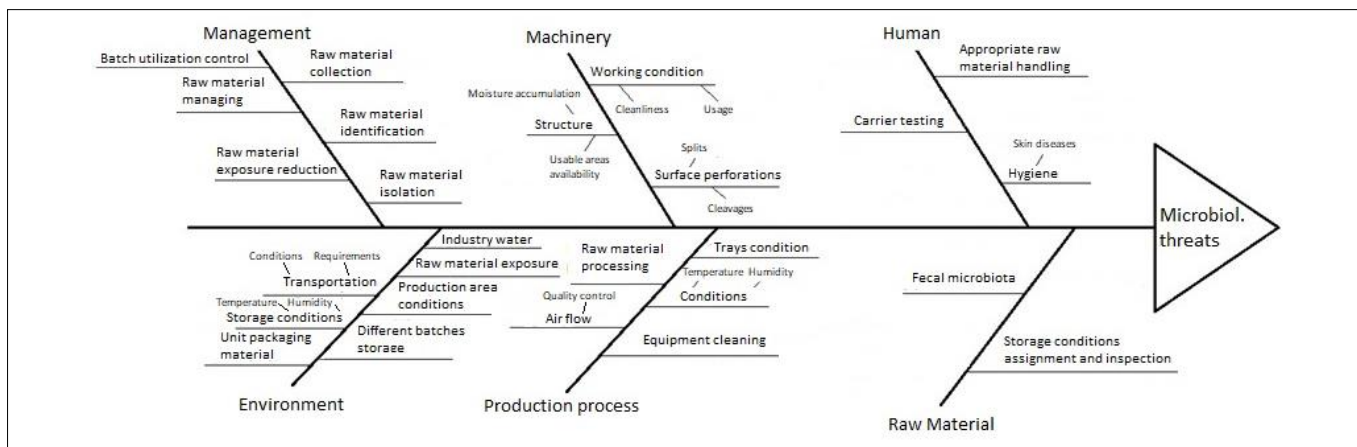 Management
Batch utilization control
Raw material
collection
Raw material
managing
Raw material
identification
Raw material
exposure reduction
Raw material
isolation
Machinery
Working condition
Cleanliness
Usage
Moisture accumulation
Structure
Usable areas
availability
Splits
Surface perforations
Cleavages
Human
Appropriate raw
material handling
Carrier testing
Skin diseases
Hygiene
Microbiol.
threats
Industry water
Conditions
Requirements
Transportation
Raw material exposure
Temperature
Humidity
Storage conditions
Production area
conditions
Unit packaging
material
Different batches
storage
Environment
Raw material
processing
Trays condition
Temperature Humidity
Conditions
Quality control
Air flow
Equipment cleaning
Production process
Fecal microbiota
Storage conditions
assignment and inspection
Raw Material